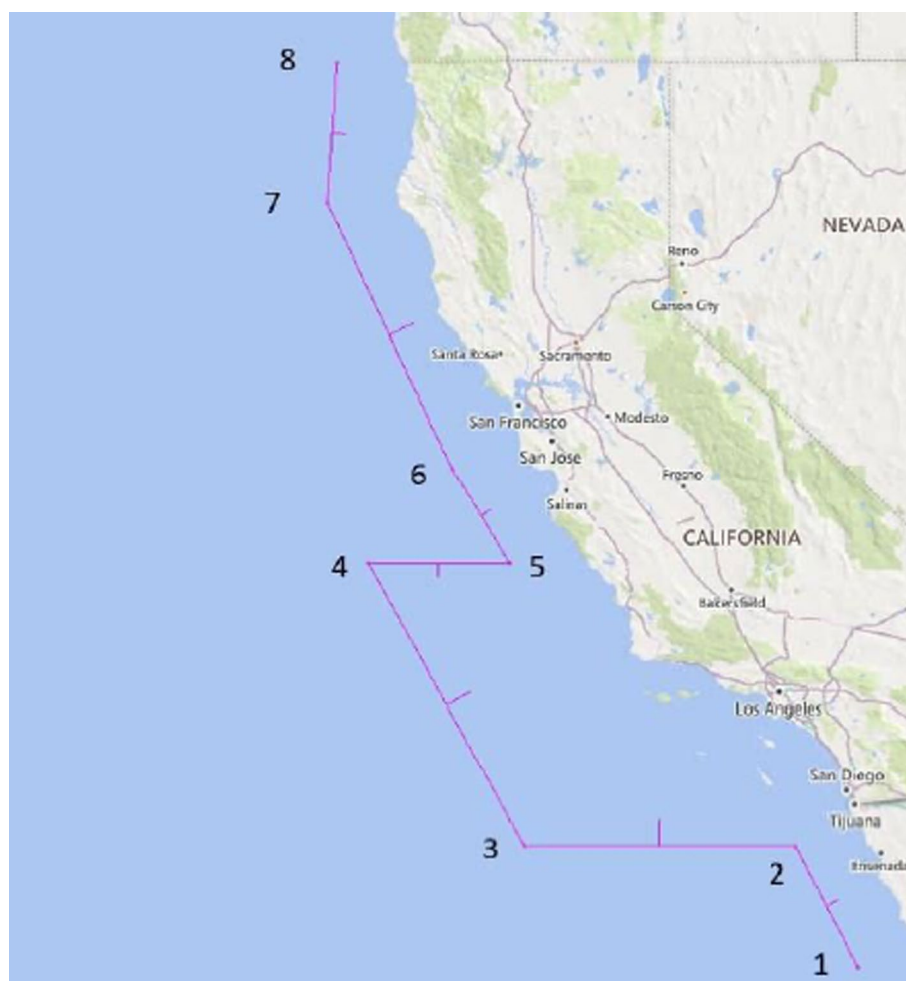 8
7
NEVADA
Reno
Carson City
Santa Rosa
Sacramento
San Francisco
Modesto
San Jose
6
Fresno
Salinas
CALIFORNIA
4
5
Bakersfield
Los Angeles
San Diego
Tijuana
3
2
Ensenada
1